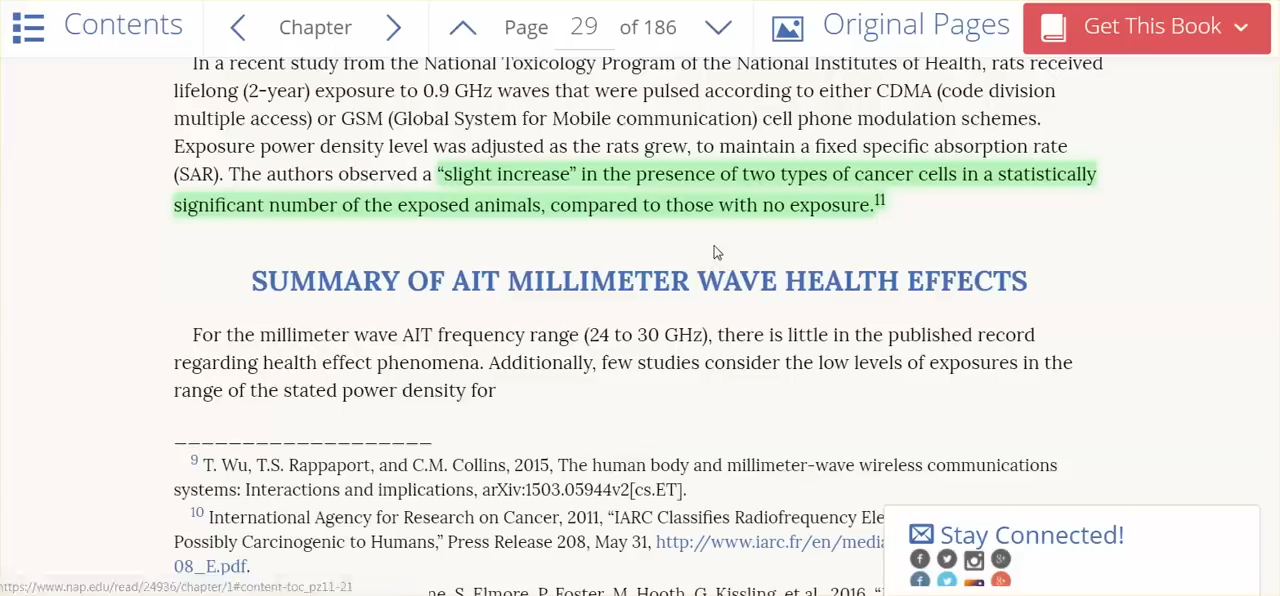 Contents
Chapter
Page 29 of 186
Original Pages
Get This Book
In a recent study from the National Toxicology Program of the National Institutes of Health, rats received
lifelong (2-year) exposure to 0.9 GHz waves that were pulsed according to either CDMA (code division
multiple access) or GSM (Global System for Mobile communication) cell phone modulation schemes.
Exposure power density level was adjusted as the rats grew, to maintain a fixed specific absorption rate
(SAR). The authors observed a “slight increase” in the presence of two types of cancer cells in a statistically
significant number of the exposed animals, compared to those with no exposure.11
SUMMARY OF AIT MILLIMETER WAVE HEALTH EFFECTS
For the millimeter wave AIT frequency range (24 to 30 GHz), there is little in the published record
regarding health effect phenomena. Additionally, few studies consider the low levels of exposures in the
range of the stated power density for
___________________
9 T. Wu, T.S. Rappaport, and C.M. Collins, 2015, The human body and millimeter-wave wireless communications
systems: Interactions and implications, arXiv:1503.05944v2[cs.ET].
10 International Agency for Research on Cancer, 2011, “IARC Classifies Radiofrequency Ele
Possibly Carcinogenic to Humans,” Press Release 208, May 31, http://www.iarc.fr/en/media
08_E.pdf.
Stay Connected!
https://www.nap.edu/read/24936/chapter/1#content-toc_pz11-21
ne, S. Elmore, P. Foster, M. Hooth, G. Kissling, et al., 2016, “